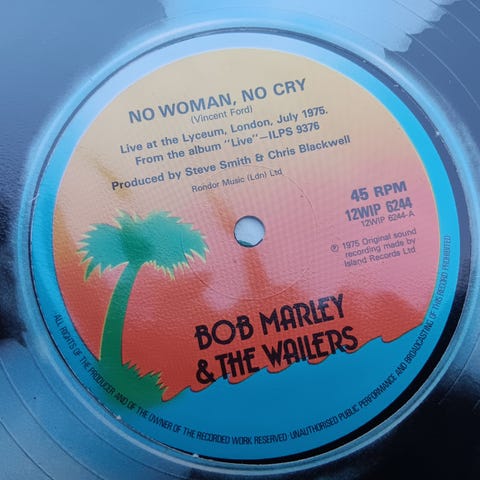 NO WOMAN, NO CRY
(Vincent Ford)
Live at the Lyceum, London, July 1975.
From the album "Live"—ILPS 9376
Produced by Steve Smith & Chris Blackwell
Rondor Music (Ldn) Ltd
45 RPM
12WIP 6244
12WIP 6244-A
℗ 1975 Original sound
recording made by
Island Records Ltd
BOB MARLEY
& THE WAILERS
ALL RIGHTS OF THE PRODUCER AND OF THE OWNER OF THE RECORDED WORK RESERVED· UNAUTHORISED PUBLIC PERFORMANCE AND BROADCASTING OF THIS RECORD PROHIBITED